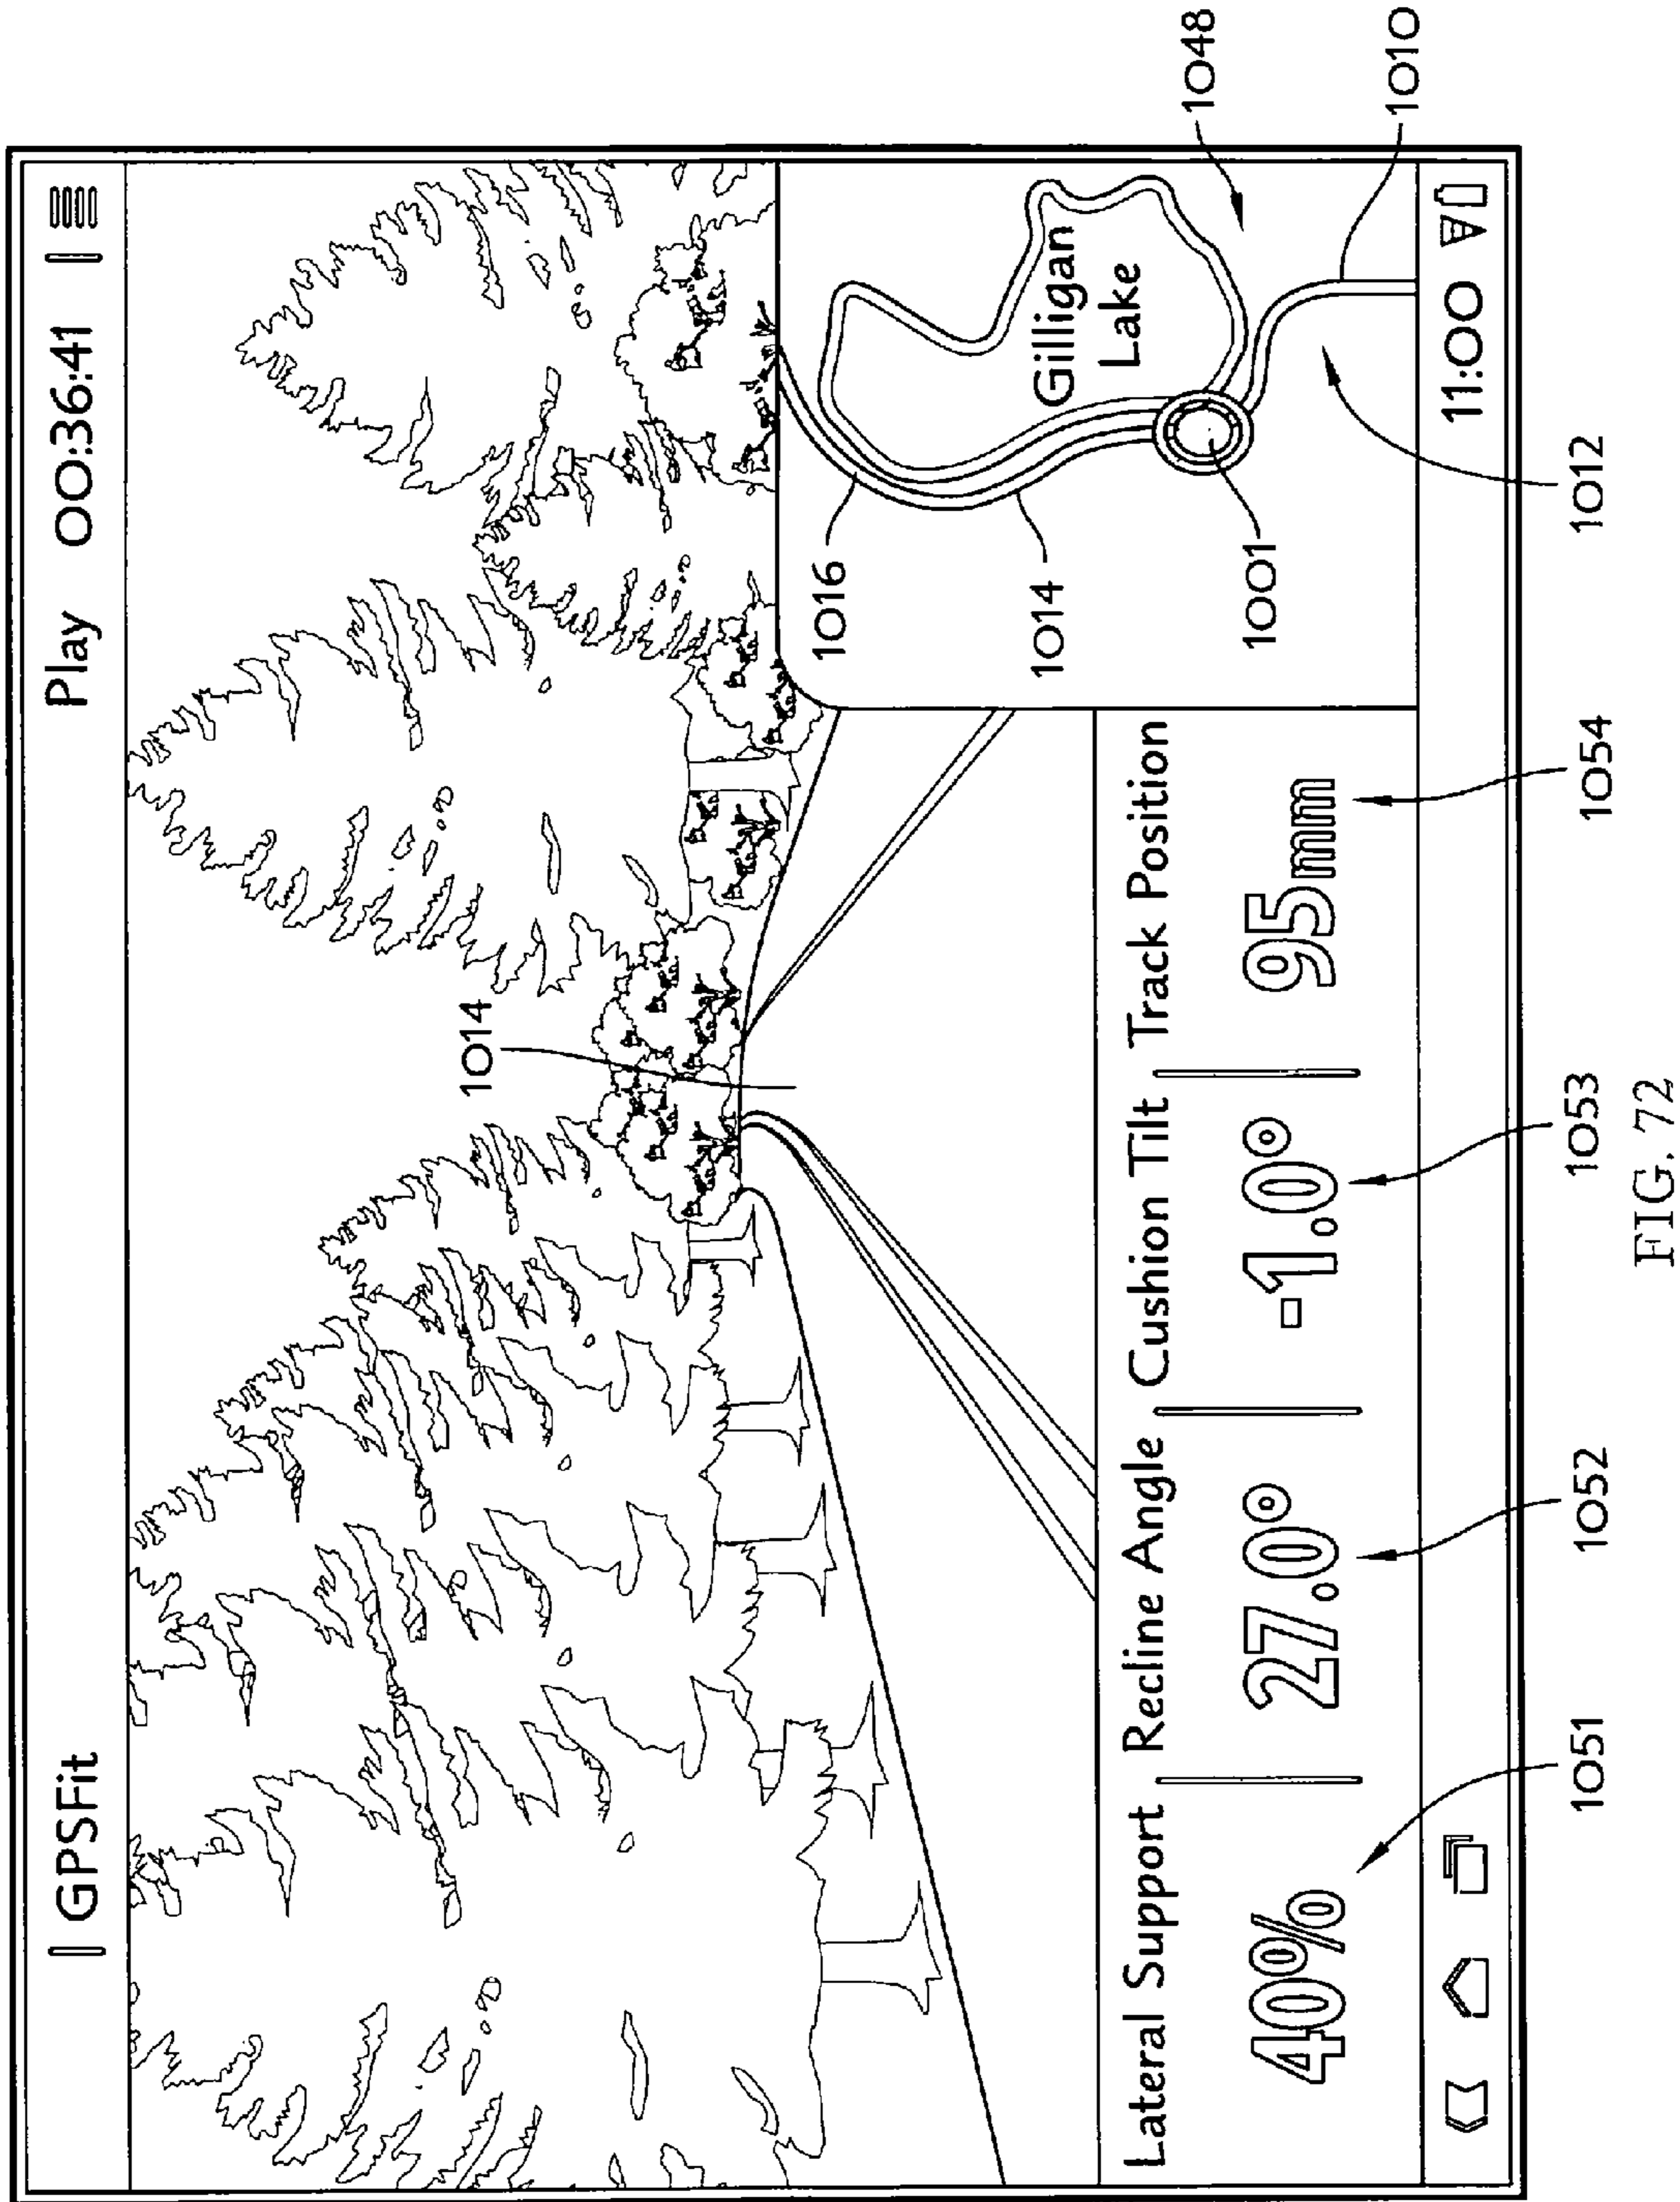 GPSFit Play 00:36:41
1014
1016
1014
1001
Gilligan
Lake
1048
1010
1012
Lateral Support Recline Angle Cushion Tilt Track Position
40% 27.0° -1.0° 95mm
11:00
1051
1052
1053
1054
FIG. 72